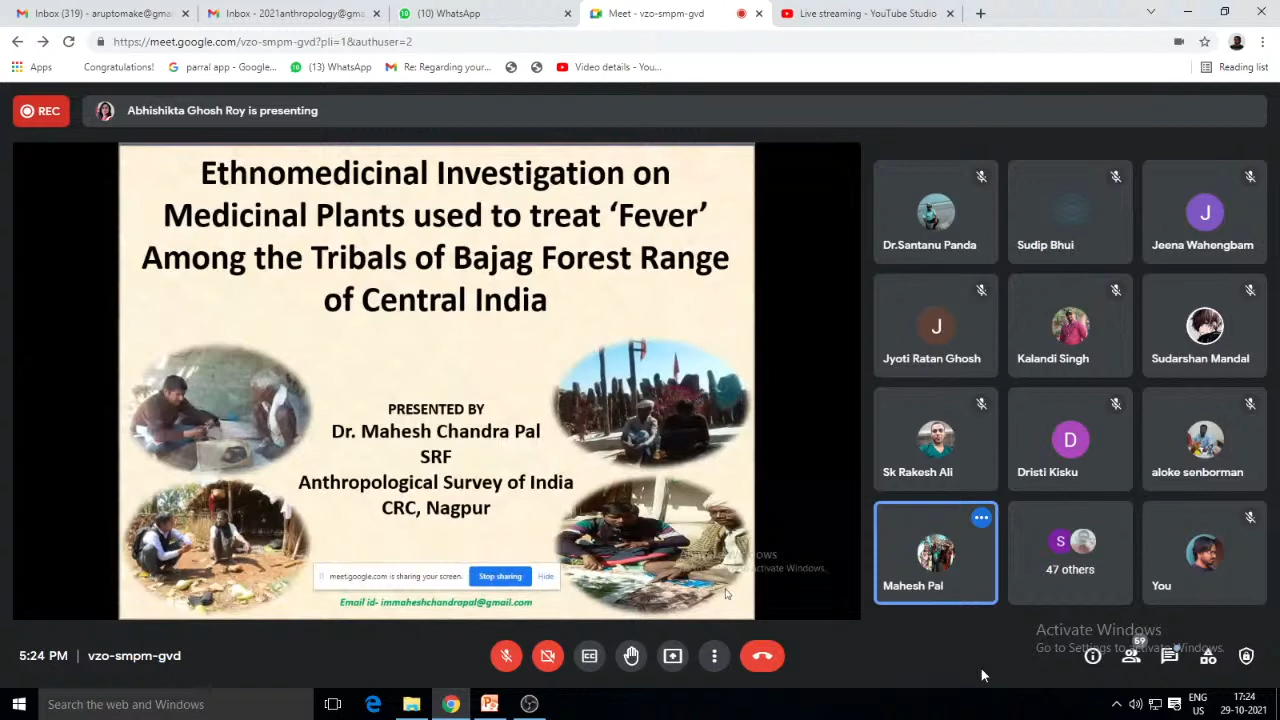 Inbox (319) - aruptomake@gmail.c
Inbox - 2021anthropology@gmail.c
(10) WhatsApp
Meet - vzo-smpm-gvd
Live streaming - YouTube Studio
https://meet.google.com/vzo-smpm-gvd?pli=1&authuser=2
Apps
Congratulations!
parral app - Google...
(13) WhatsApp
Re: Regarding your...
Video details - You...
Reading list
REC
Abhishikta Ghosh Roy is presenting
Ethnomedicinal Investigation on
Medicinal Plants used to treat ‘Fever’
Among the Tribals of Bajag Forest Range
of Central India
PRESENTED BY
Dr. Mahesh Chandra Pal
SRF
Anthropological Survey of India
CRC, Nagpur
meet.google.com is sharing your screen.
Stop sharing
Hide
Email id- immaheshchandrapal@gmail.com
Dr.Santanu Panda
Sudip Bhui
J
Jeena Wahengbam
J
Jyoti Ratan Ghosh
Kalandi Singh
Sudarshan Mandal
Sk Rakesh Ali
D
Dristi Kisku
aloke senborman
Mahesh Pal
S
47 others
You
Activate Windows
Go to Settings to activate Windows.
59
5:24 PM
vzo-smpm-gvd
CC
Search the web and Windows
ENG
US
17:24
29-10-2021